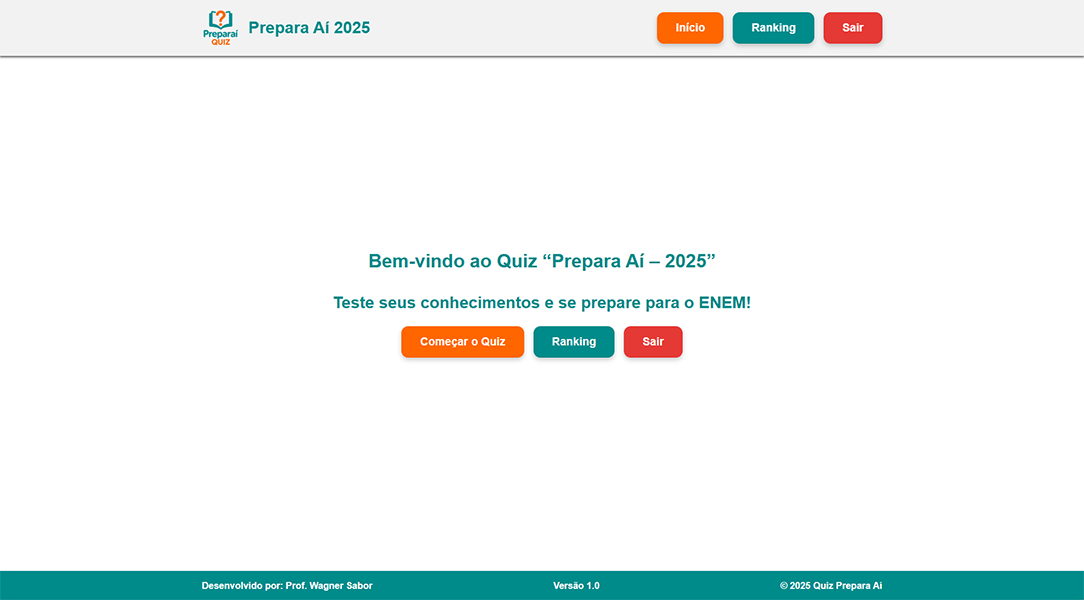 ?
Preparaí
QUIZ
Prepara Aí 2025
Início
Ranking
Sair
Bem-vindo ao Quiz “Prepara Aí – 2025”
Teste seus conhecimentos e se prepare para o ENEM!
Começar o Quiz
Ranking
Sair
Desenvolvido por: Prof. Wagner Sabor
Versão 1.0
© 2025 Quiz Prepara Aí